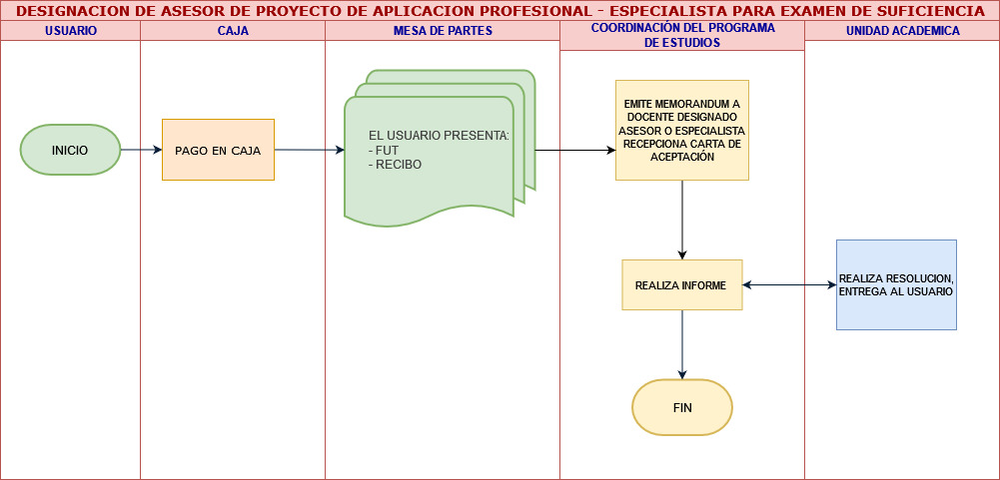 DESIGNACION DE ASESOR DE PROYECTO DE APLICACION PROFESIONAL - ESPECIALISTA PARA EXAMEN DE SUFICIENCIA
USUARIO
CAJA
MESA DE PARTES
COORDINACIÓN DEL PROGRAMA
DE ESTUDIOS
UNIDAD ACADEMICA
INICIO
PAGO EN CAJA
EL USUARIO PRESENTA:
- FUT
- RECIBO
EMITE MEMORANDUM A
DOCENTE DESIGNADO
ASESOR O ESPECIALISTA
RECEPCIONA CARTA DE
ACEPTACIÓN
REALIZA INFORME
REALIZA RESOLUCION,
ENTREGA AL USUARIO
FIN